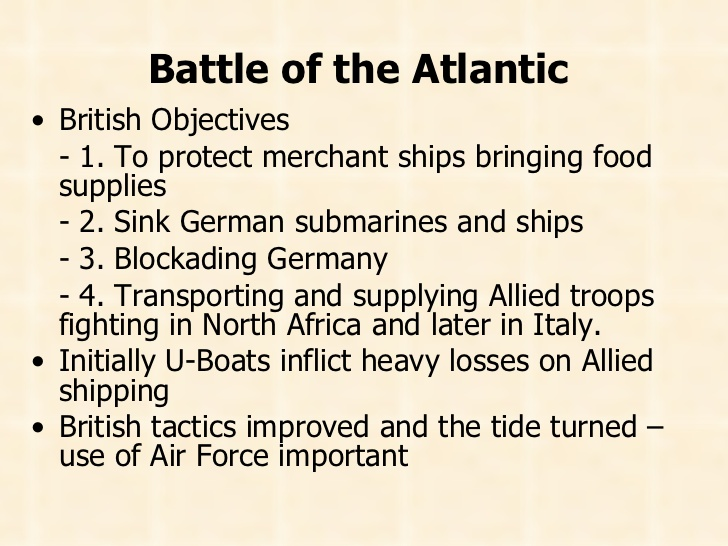 Battle of the Atlantic
• British Objectives
- 1. To protect merchant ships bringing food
supplies
- 2. Sink German submarines and ships
- 3. Blockading Germany
- 4. Transporting and supplying Allied troops
fighting in North Africa and later in Italy.
• Initially U-Boats inflict heavy losses on Allied
shipping
• British tactics improved and the tide turned –
use of Air Force important